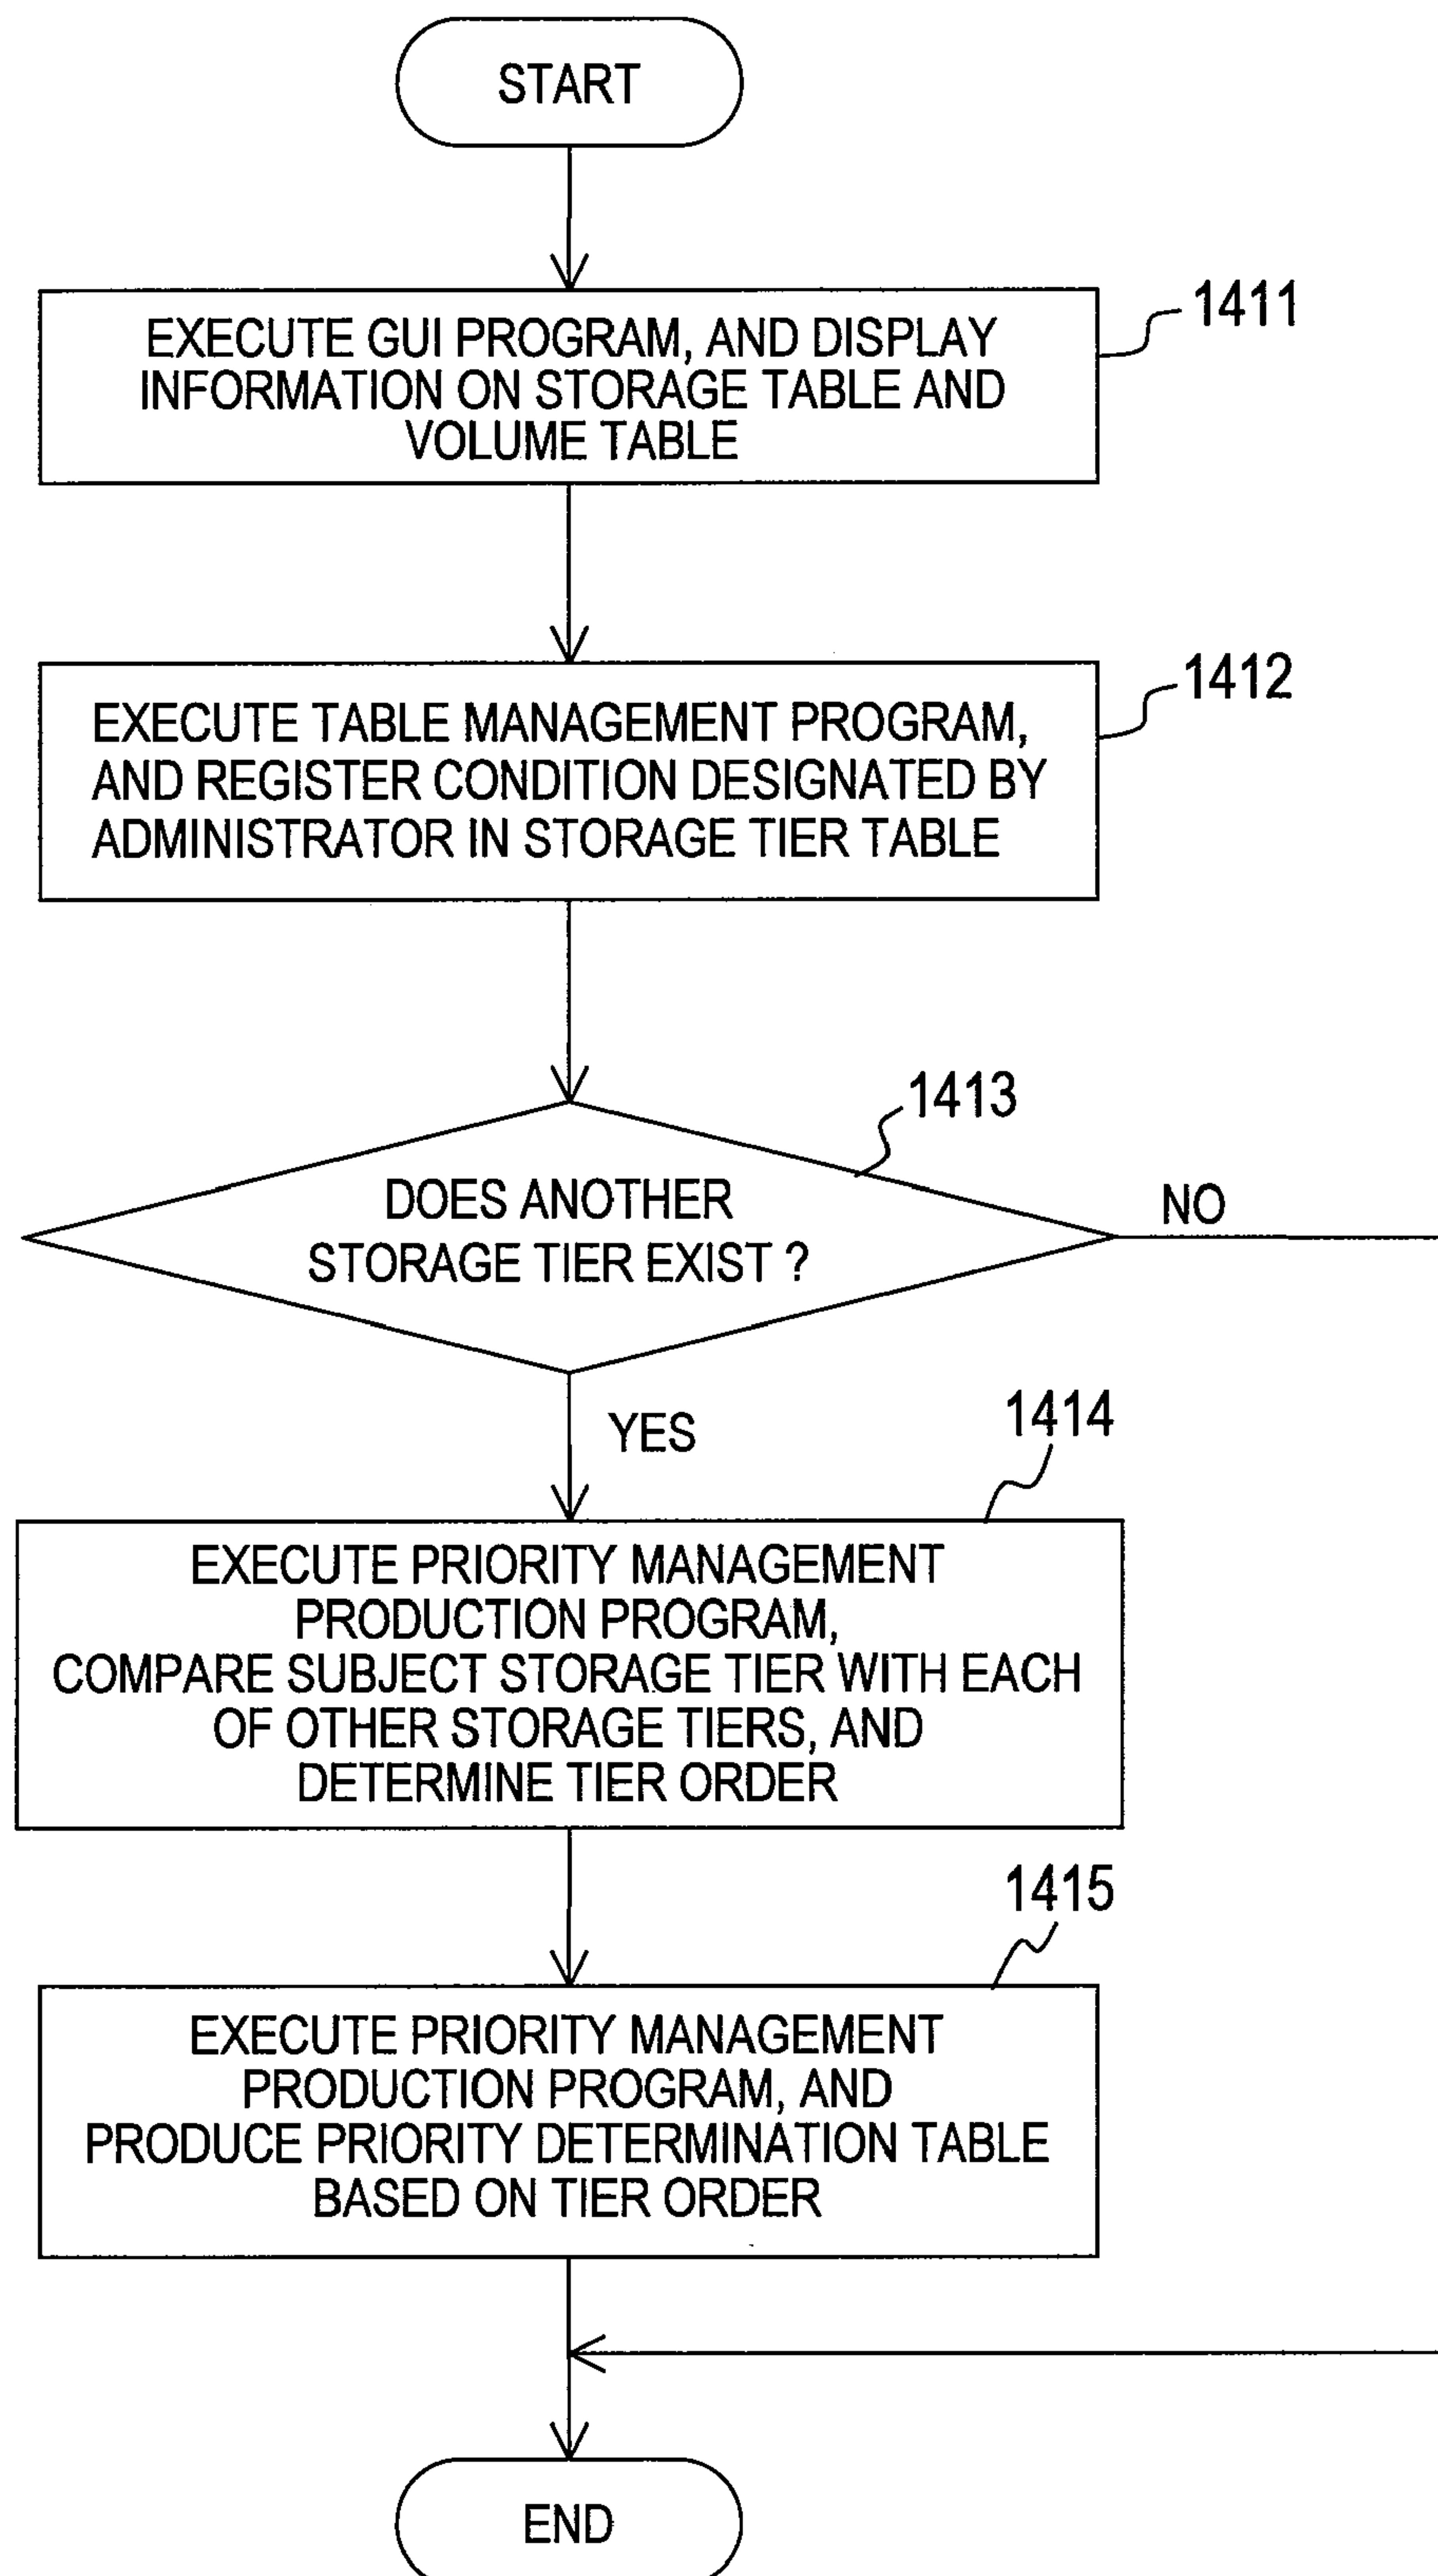 START
1411
EXECUTE GUI PROGRAM, AND DISPLAY
INFORMATION ON STORAGE TABLE AND
VOLUME TABLE
1412
EXECUTE TABLE MANAGEMENT PROGRAM,
AND REGISTER CONDITION DESIGNATED BY
ADMINISTRATOR IN STORAGE TIER TABLE
1413
DOES ANOTHER
STORAGE TIER EXIST ?
NO
YES
1414
EXECUTE PRIORITY MANAGEMENT
PRODUCTION PROGRAM,
COMPARE SUBJECT STORAGE TIER WITH EACH
OF OTHER STORAGE TIERS, AND
DETERMINE TIER ORDER
1415
EXECUTE PRIORITY MANAGEMENT
PRODUCTION PROGRAM, AND
PRODUCE PRIORITY DETERMINATION TABLE
BASED ON TIER ORDER
END